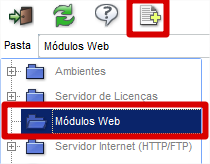 Pasta Módulos Web
Ambientes
Servidor de Licenças
Módulos Web
Servidor Internet (HTTP/FTP)